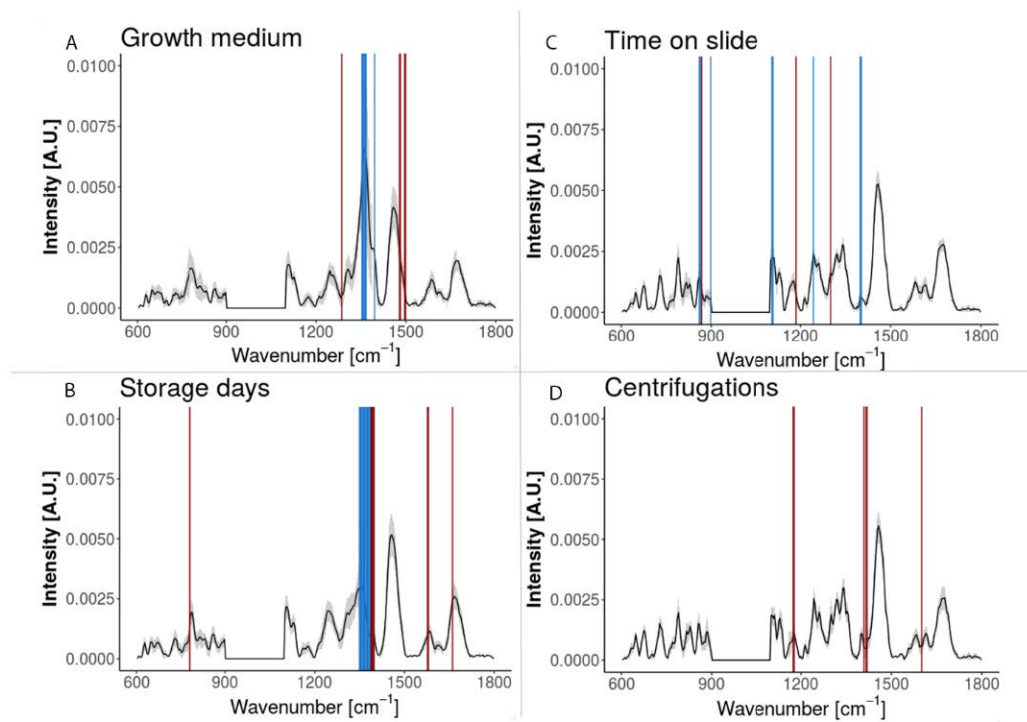 A Growth medium
0.0100
0.0075
0.0050
0.0025
0.0000
Intensity [A.U.]
600 900 1200 1500 1800
Wavenumber [cm⁻¹]
C Time on slide
0.0100
0.0075
0.0050
0.0025
0.0000
Intensity [A.U.]
600 900 1200 1500 1800
Wavenumber [cm⁻¹]
B Storage days
0.0100
0.0075
0.0050
0.0025
0.0000
Intensity [A.U.]
600 900 1200 1500 1800
Wavenumber [cm⁻¹]
D Centrifugations
0.0100
0.0075
0.0050
0.0025
0.0000
Intensity [A.U.]
600 900 1200 1500 1800
Wavenumber [cm⁻¹]